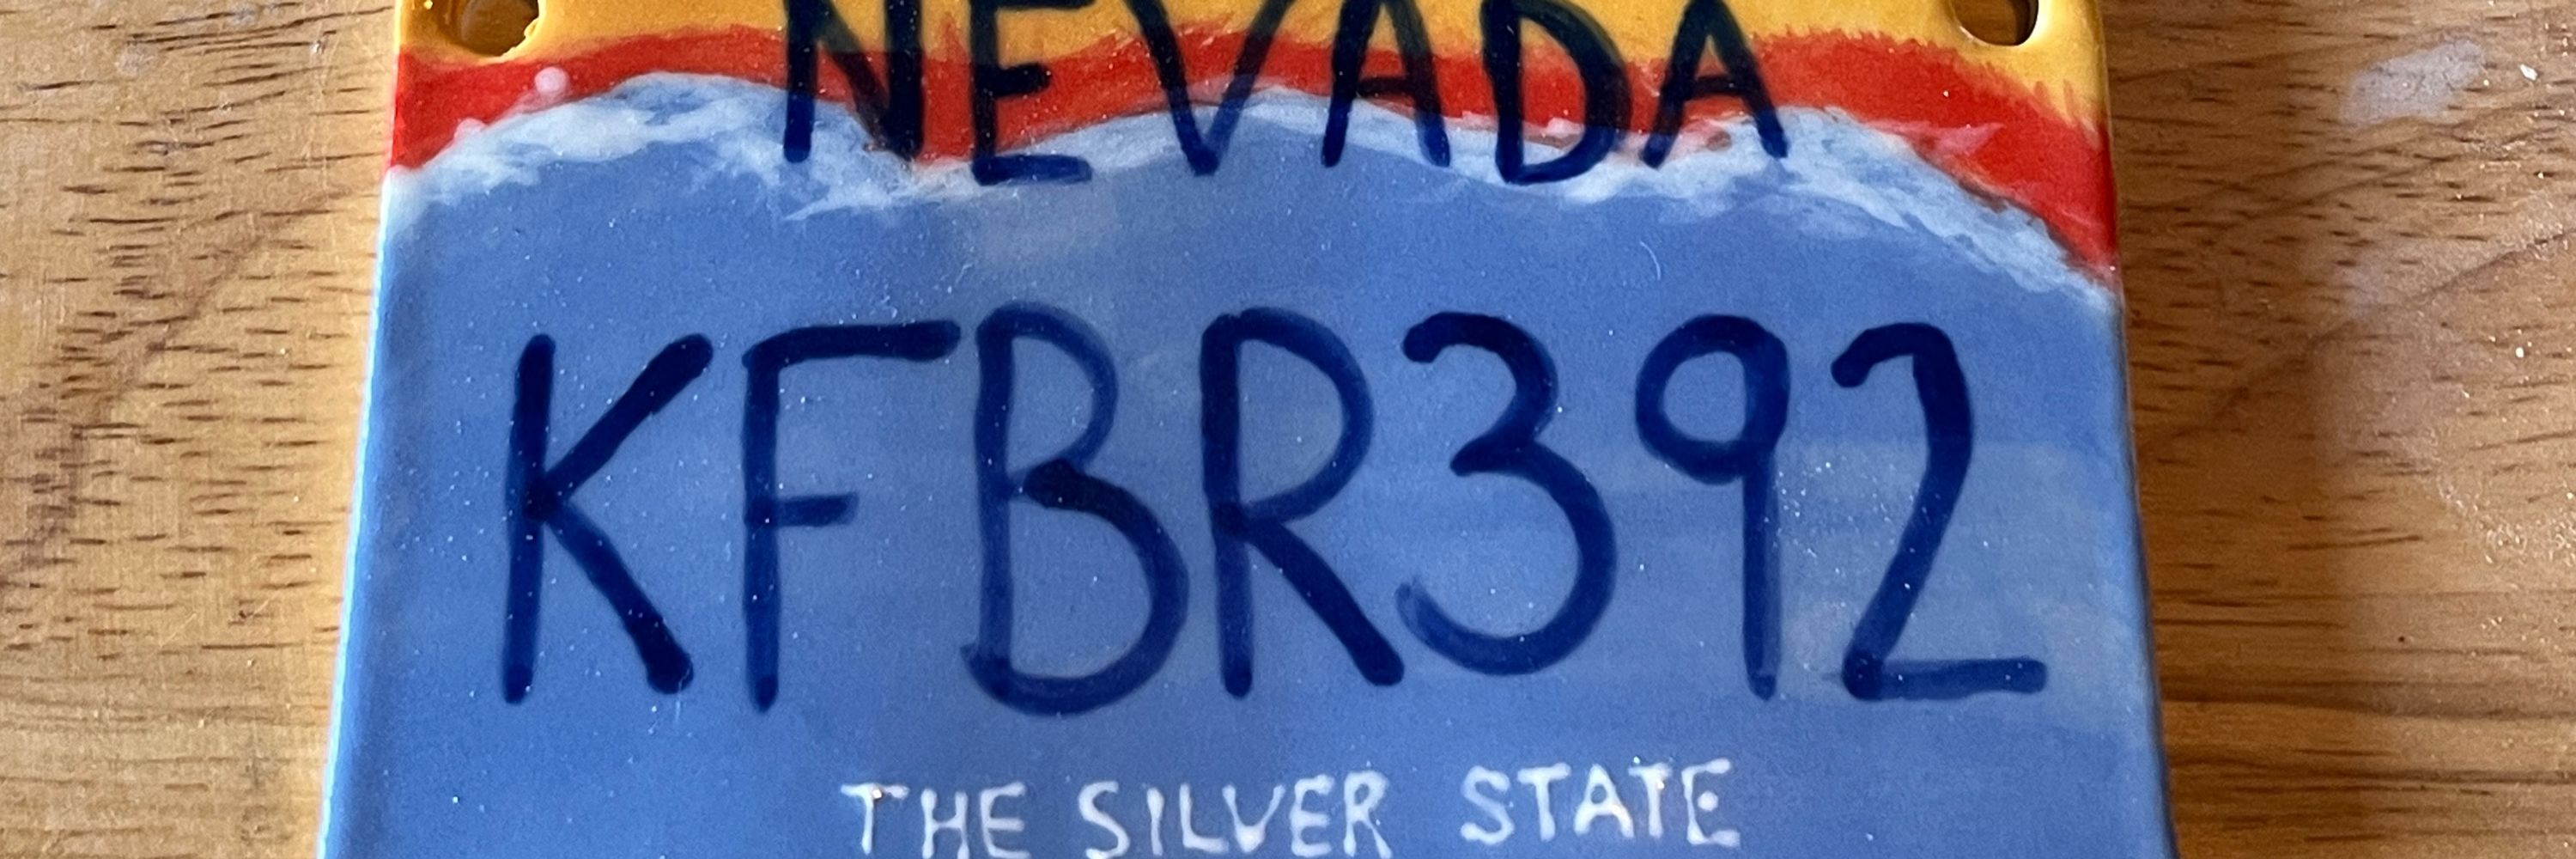 NEVADA
KFBR392
THE SILVER STATE